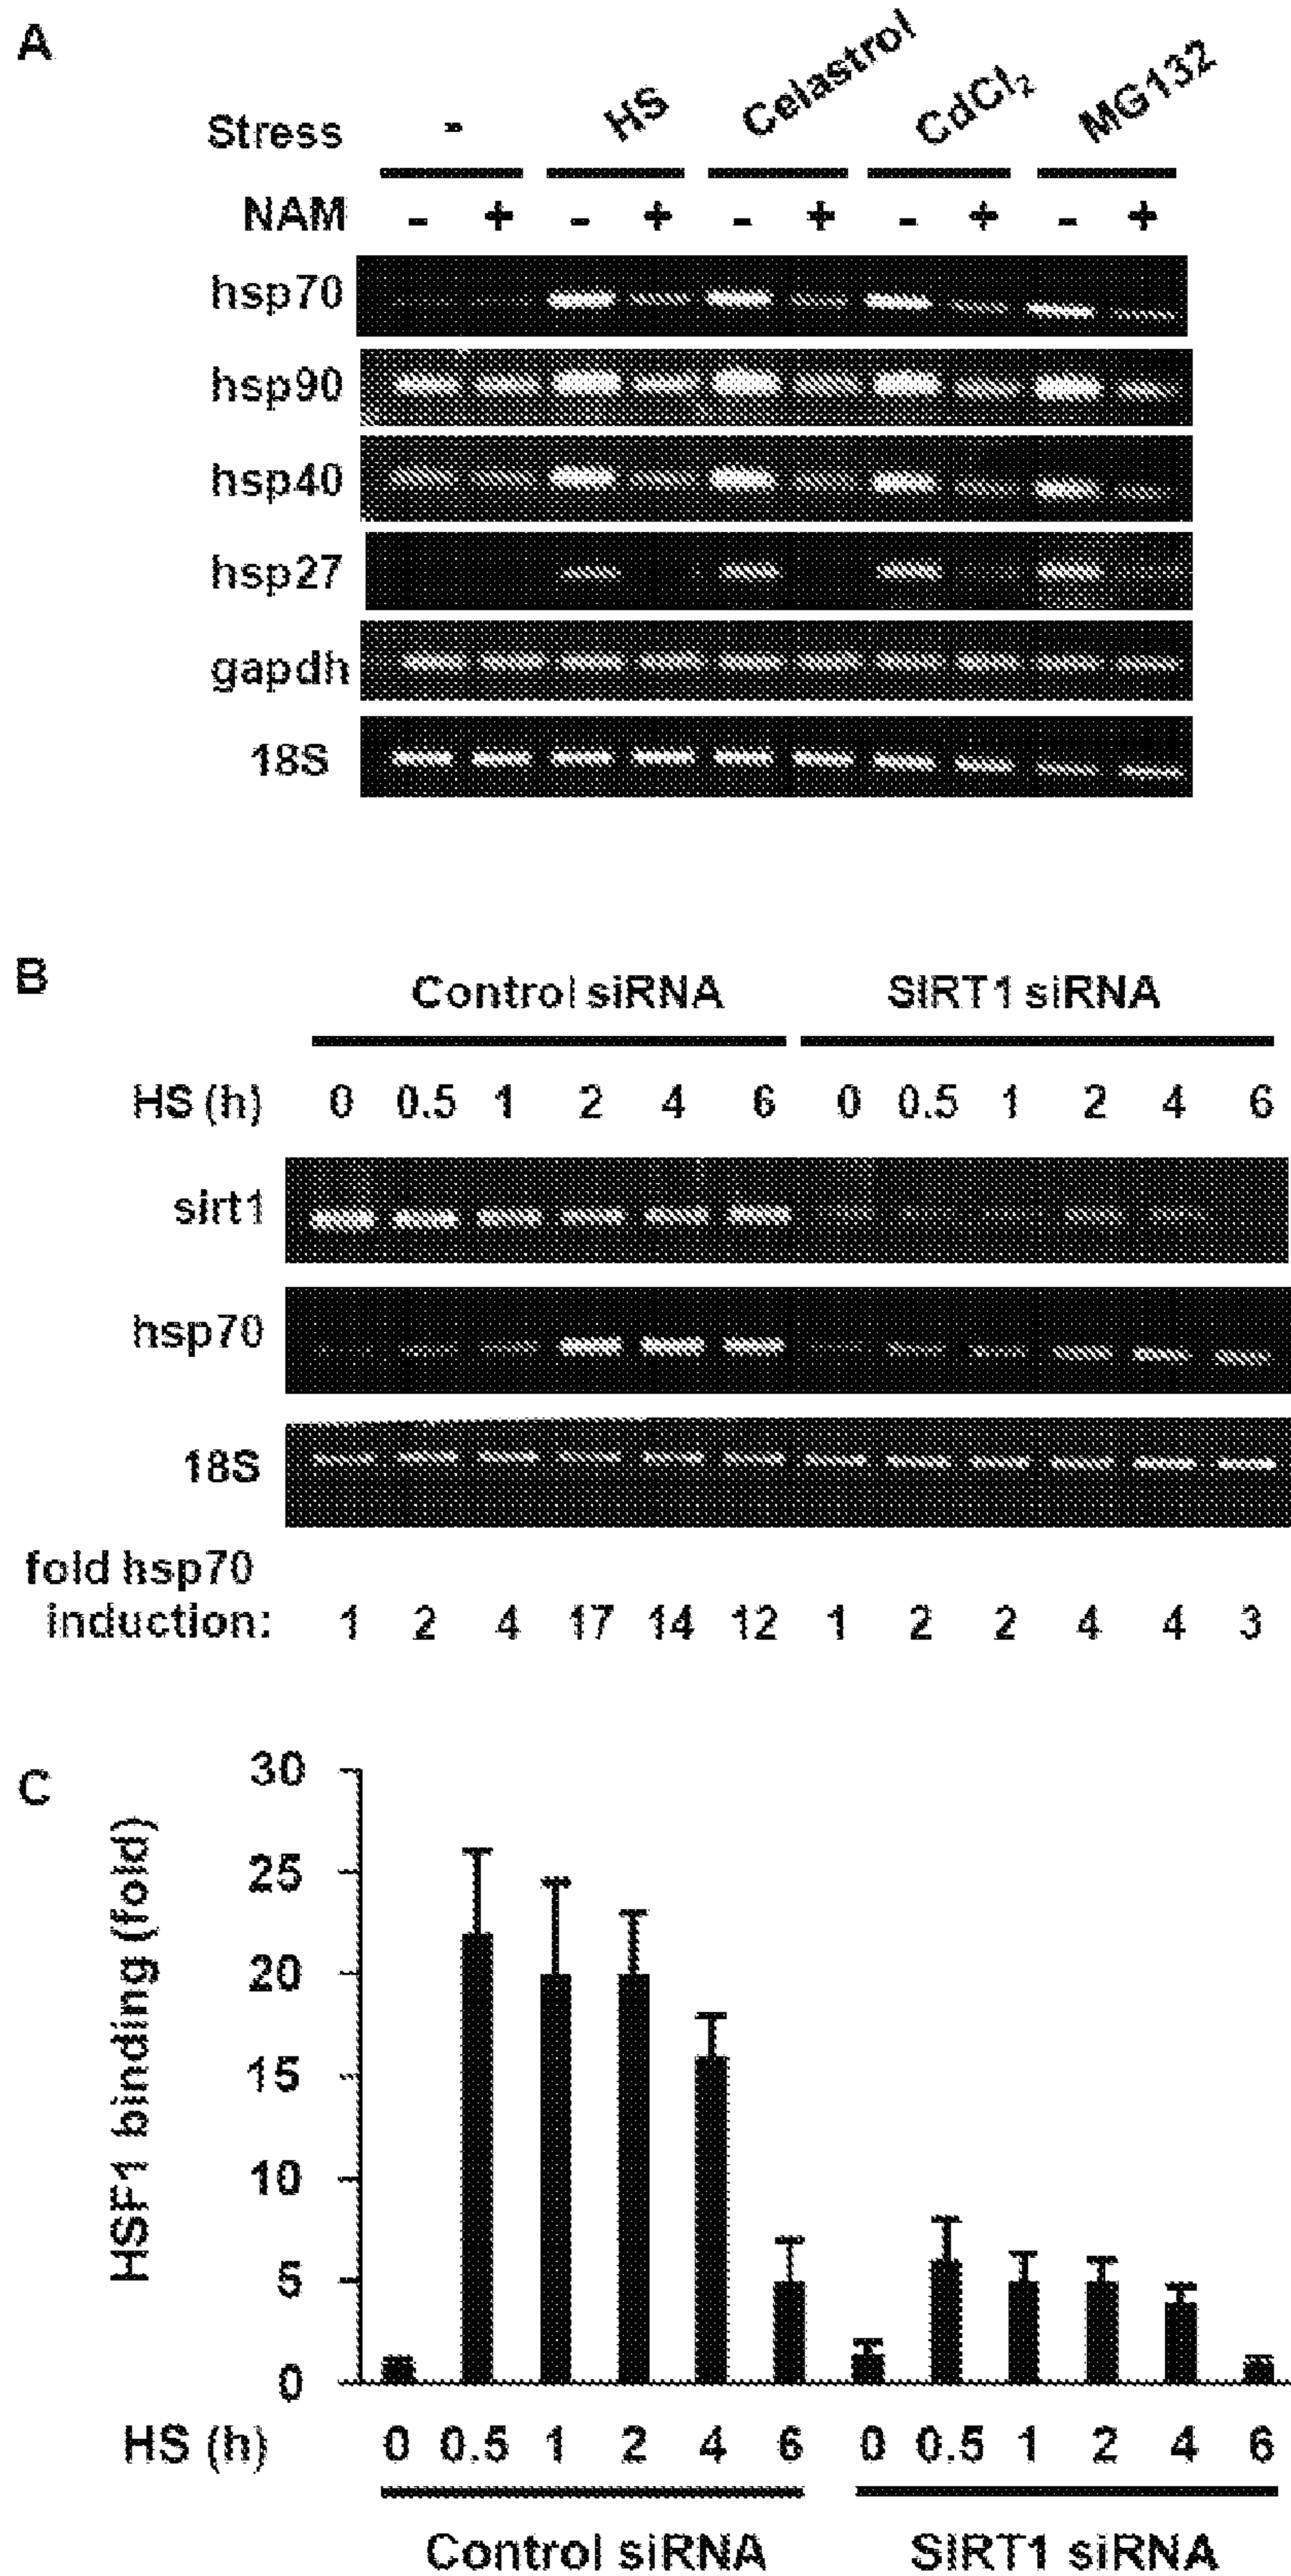 A
Stress - HS Celastrol CdCl₂ MG132
NAM - + - + - + - + - +
hsp70
hsp90
hsp40
hsp27
gapdh
18S
B
Control siRNA SIRT1 siRNA
HS (h) 0 0.5 1 2 4 6 0 0.5 1 2 4 6
sirt1
hsp70
18S
fold hsp70
induction: 1 2 4 17 14 12 1 2 2 4 4 3
C
HSF1 binding (fold)
30
25
20
15
10
5
0
HS (h) 0 0.5 1 2 4 6 0 0.5 1 2 4 6
Control siRNA SIRT1 siRNA